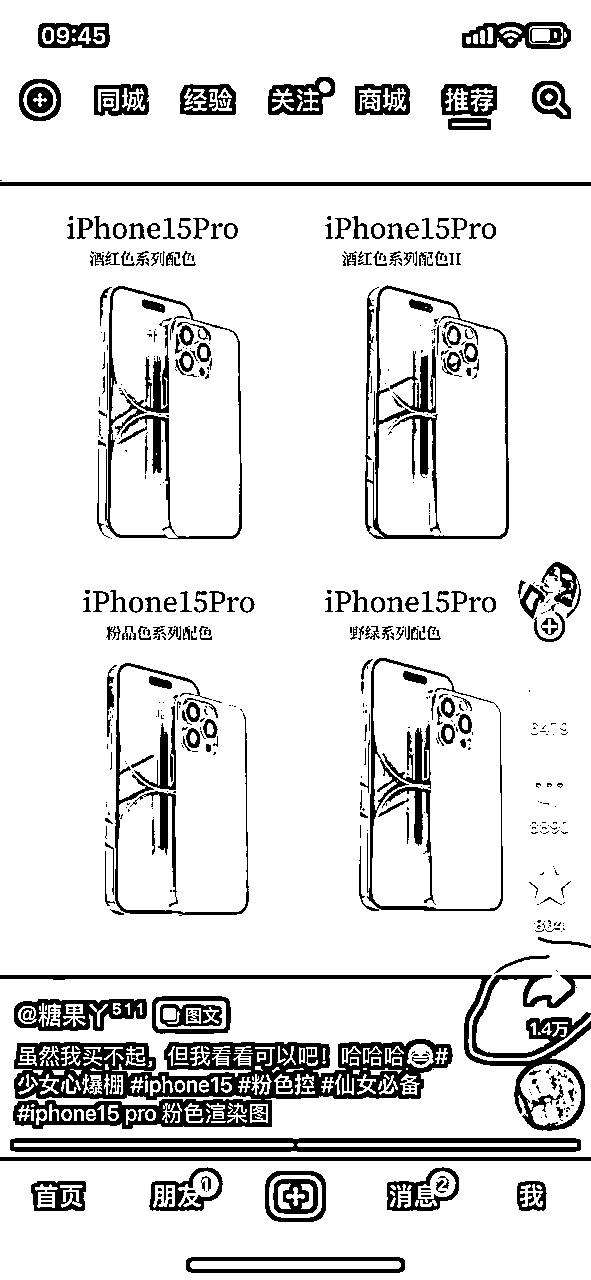 09:45
同城 经验 关注 商城 推荐
iPhone15Pro iPhone15Pro
酒红色系列配色 酒红色系列配色II
iPhone15Pro iPhone15Pro
粉晶色系列配色 野绿系列配色
6479
884
@糖果丫511 图文
1.4万
虽然我买不起，但我看看可以吧！哈哈哈😂#
少女心爆棚 #iphone15 #粉色控 #仙女必备
#iphone15 pro 粉色渲染图
首页 朋友 1 消息 2 我